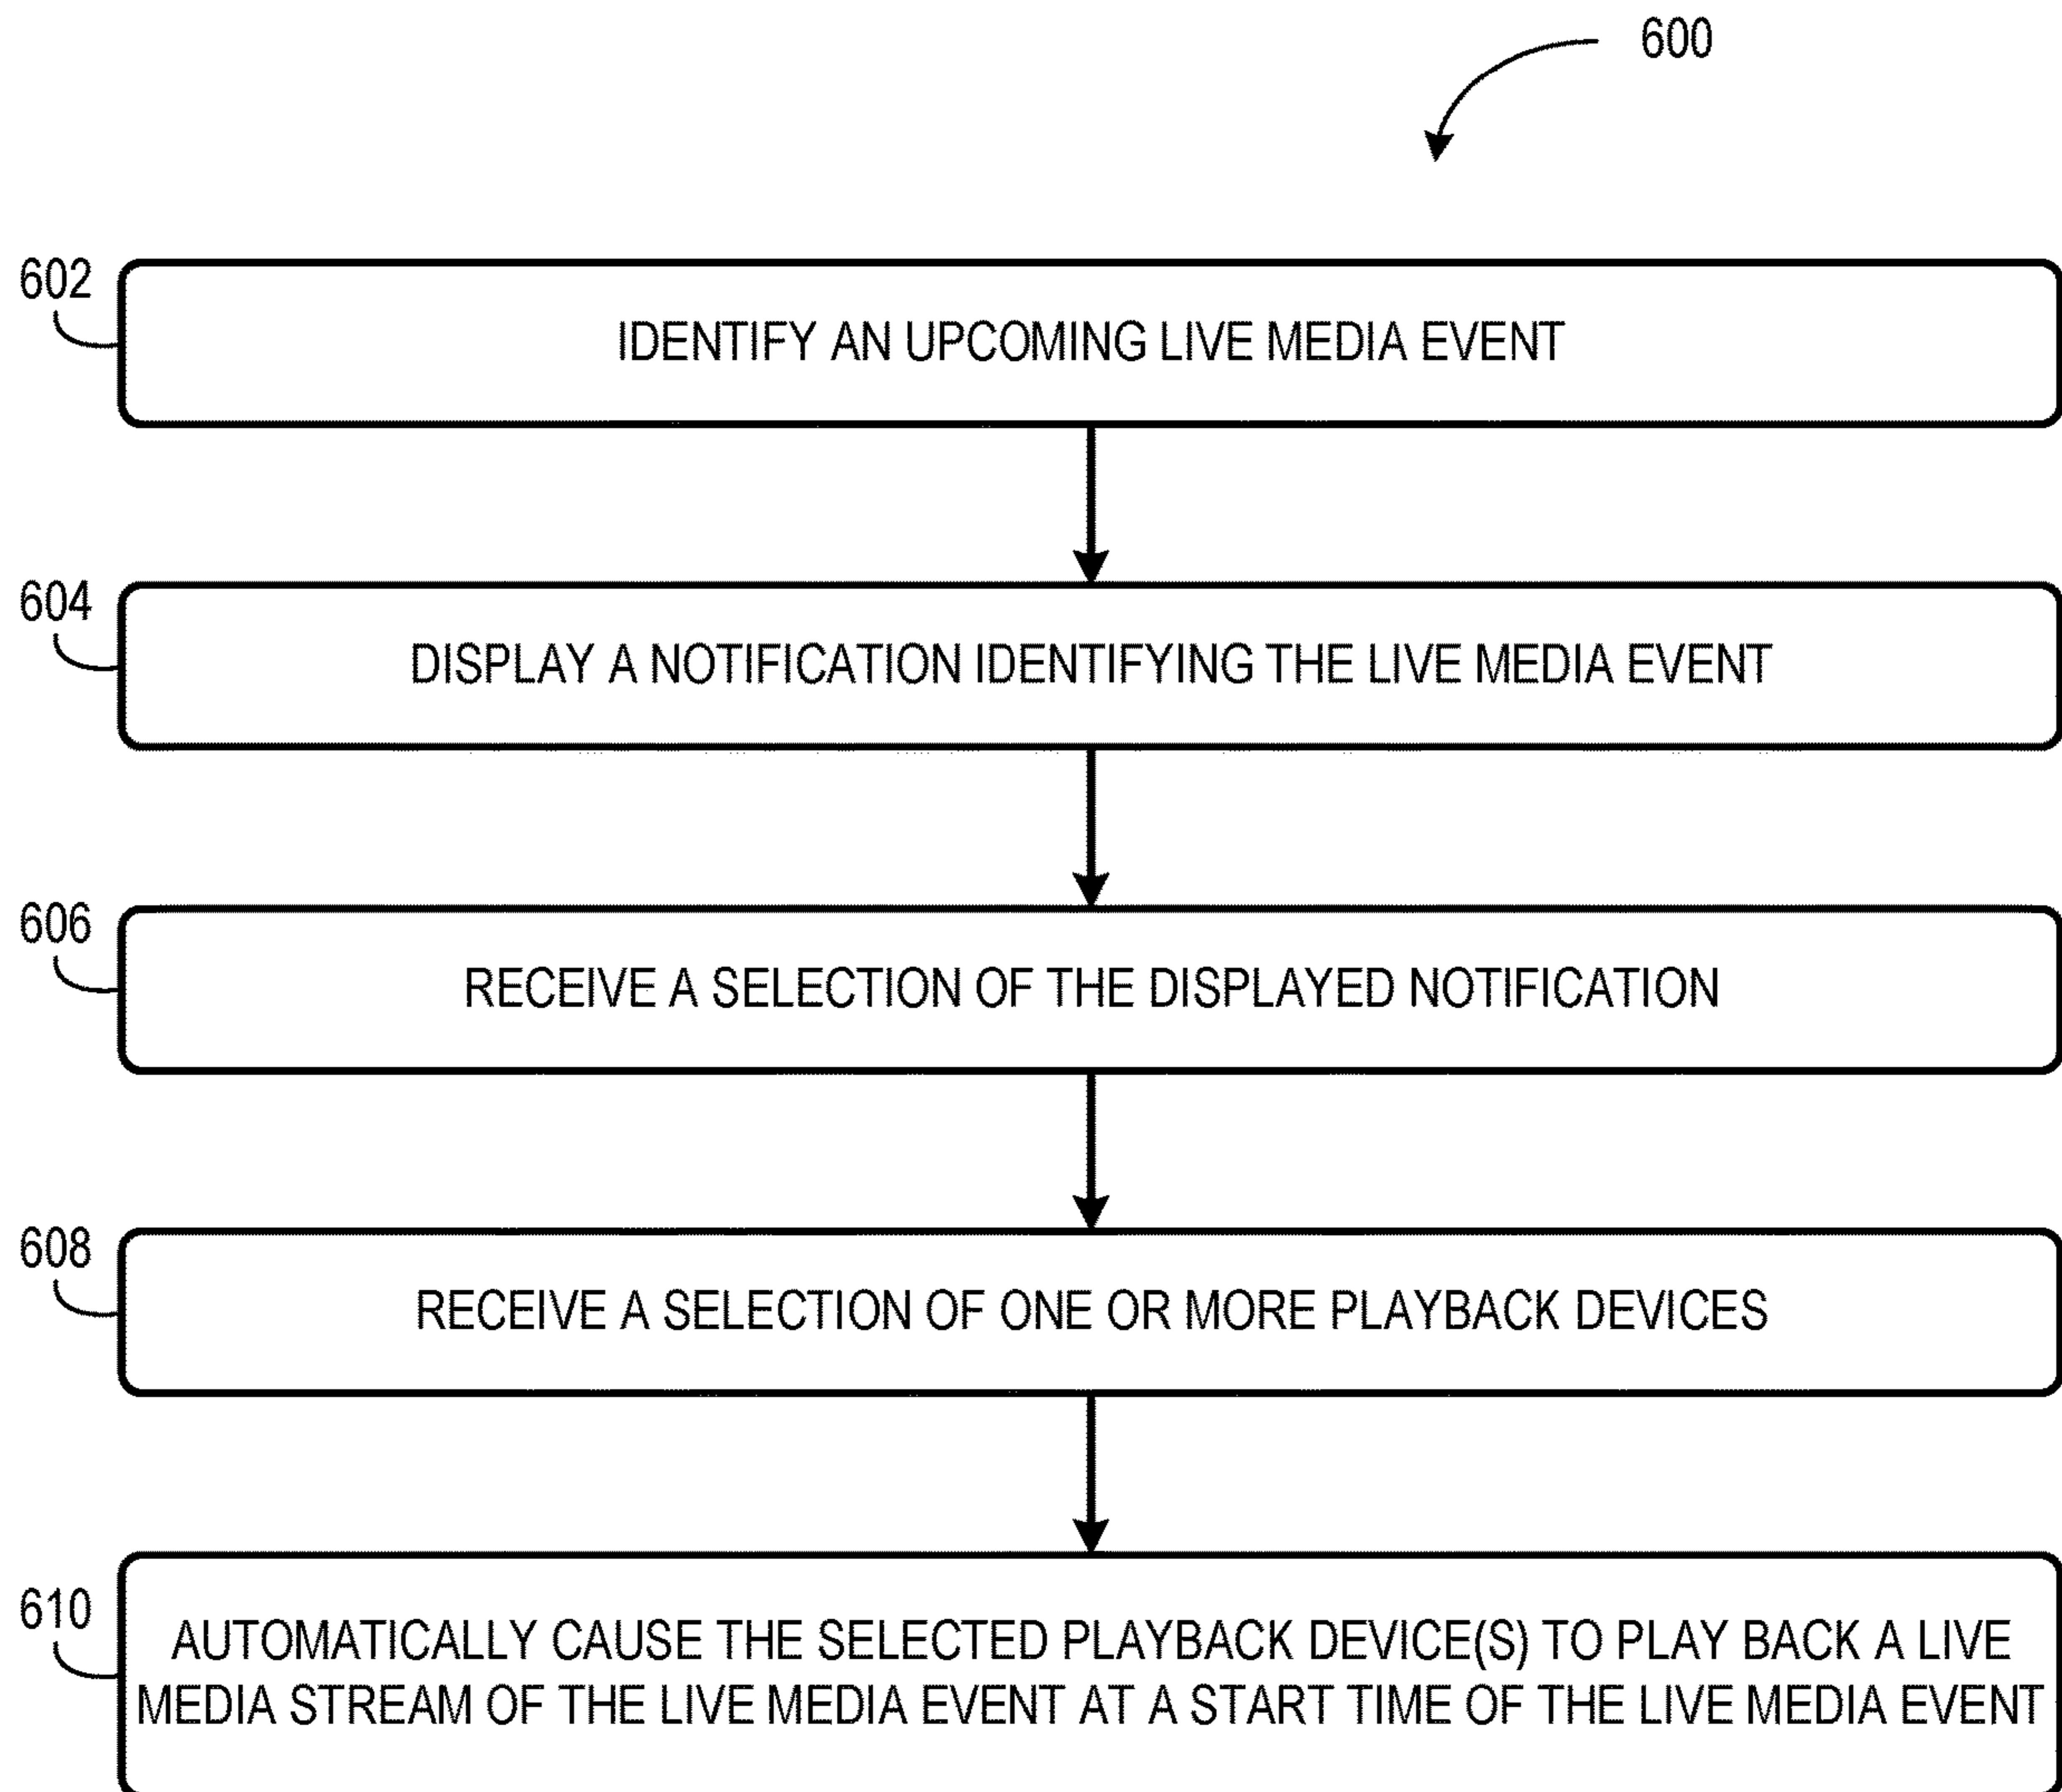 600
602
IDENTIFY AN UPCOMING LIVE MEDIA EVENT
604
DISPLAY A NOTIFICATION IDENTIFYING THE LIVE MEDIA EVENT
606
RECEIVE A SELECTION OF THE DISPLAYED NOTIFICATION
608
RECEIVE A SELECTION OF ONE OR MORE PLAYBACK DEVICES
610
AUTOMATICALLY CAUSE THE SELECTED PLAYBACK DEVICE(S) TO PLAY BACK A LIVE
MEDIA STREAM OF THE LIVE MEDIA EVENT AT A START TIME OF THE LIVE MEDIA EVENT